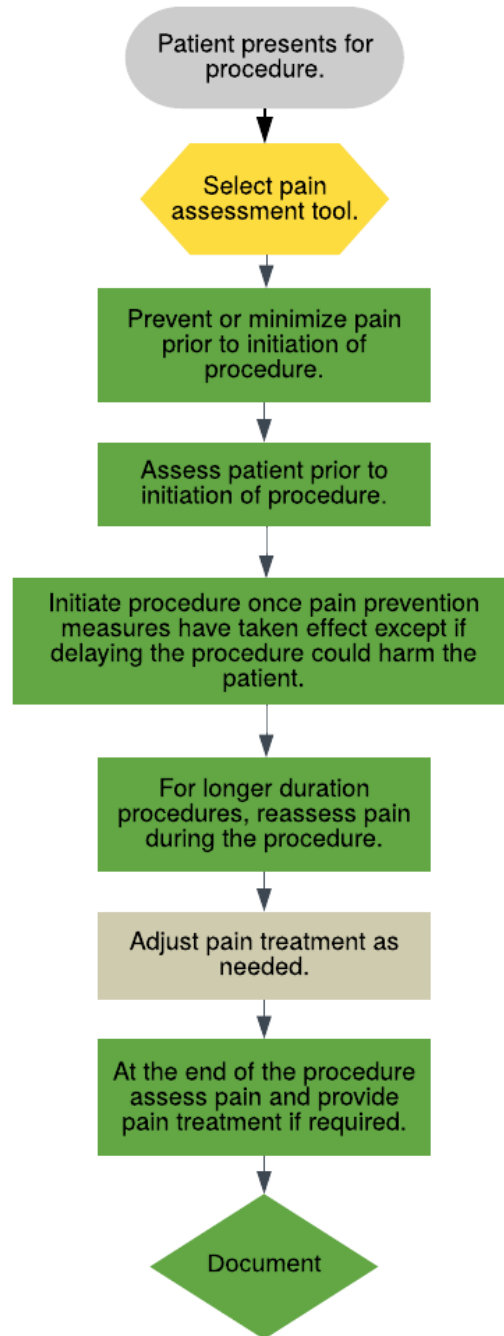 Patient presents for
procedure.
Select pain
assessment tool.
Prevent or minimize pain
prior to initiation of
procedure.
Assess patient prior to
initiation of procedure.
Initiate procedure once pain prevention
measures have taken effect except if
delaying the procedure could harm the
patient.
For longer duration
procedures, reassess pain
during the procedure.
Adjust pain treatment as
needed.
At the end of the procedure
assess pain and provide
pain treatment if required.
Document